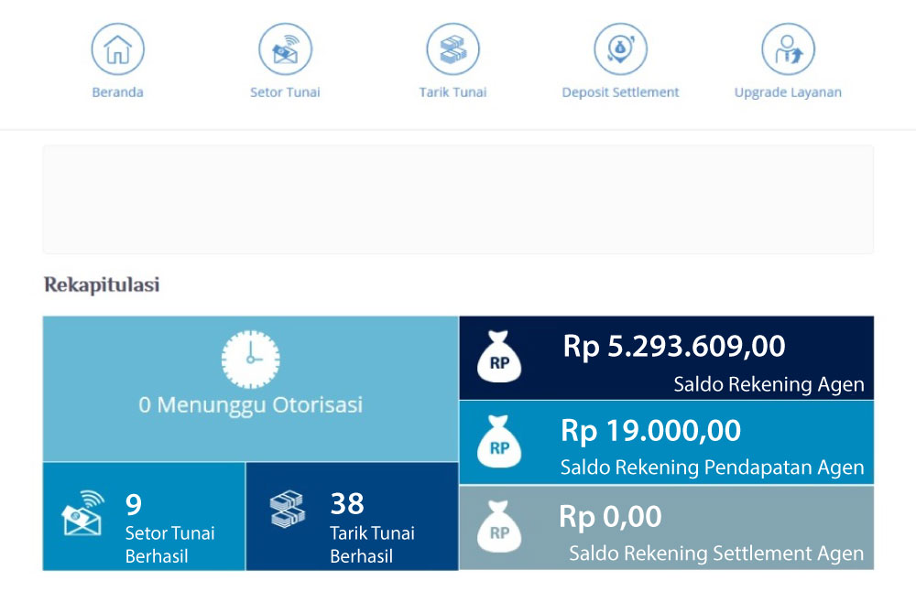 Beranda
Setor Tunai
Tarik Tunai
Deposit Settlement
Upgrade Layanan
Rekapitulasi
0 Menunggu Otorisasi
9
Setor Tunai
Berhasil
38
Tarik Tunai
Berhasil
RP
Rp 5.293.609,00
Saldo Rekening Agen
RP
Rp 19.000,00
Saldo Rekening Pendapatan Agen
RP
Rp 0,00
Saldo Rekening Settlement Agen